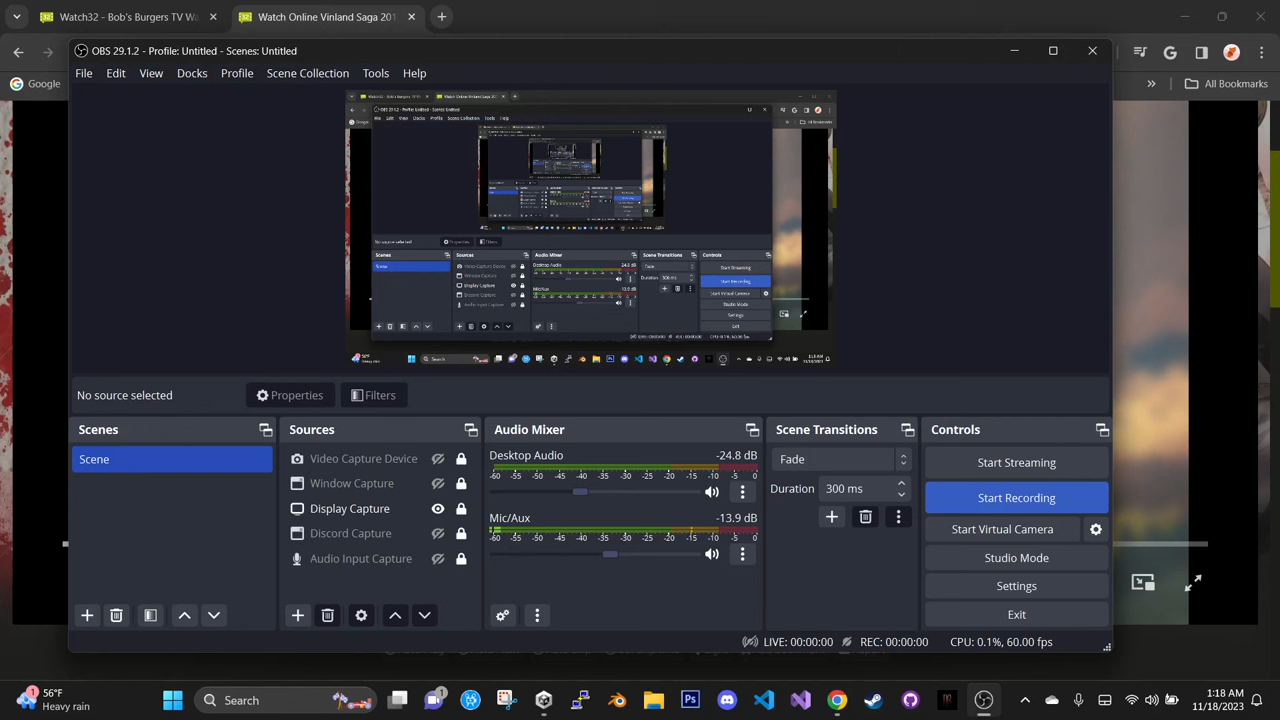 Watch32 - Bob's Burgers TV Wa
Watch Online Vinland Saga 201
Google
All Bookmarks
OBS 29.1.2 - Profile: Untitled - Scenes: Untitled
File Edit View Docks Profile Scene Collection Tools Help
No source selected
Properties
Filters
Scenes
Scene
Sources
Video Capture Device
Window Capture
Display Capture
Discord Capture
Audio Input Capture
Audio Mixer
Desktop Audio -24.8 dB
-60 -55 -50 -45 -40 -35 -30 -25 -20 -15 -10 -5 0
Mic/Aux -13.9 dB
-60 -55 -50 -45 -40 -35 -30 -25 -20 -15 -10 -5 0
Scene Transitions
Fade
Duration 300 ms
Controls
Start Streaming
Start Recording
Start Virtual Camera
Studio Mode
Settings
Exit
LIVE: 00:00:00 REC: 00:00:00 CPU: 0.1%, 60.00 fps
1
56°F
Heavy rain
Search
1
Ps
1:18 AM
11/18/2023